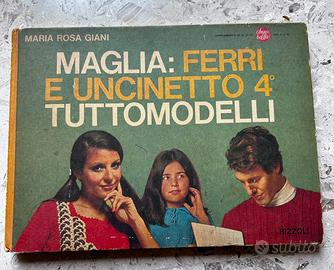 MARIA ROSA GIANI
MAGLIA: FERRI
E UNCINETTO 4°
TUTTOMODELLI
RIZZOLI
subito